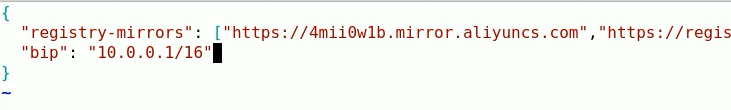 {
"registry-mirrors": ["https://4mii0w1b.mirror.aliyuncs.com","https://regis
"bip": "10.0.0.1/16"
}
~